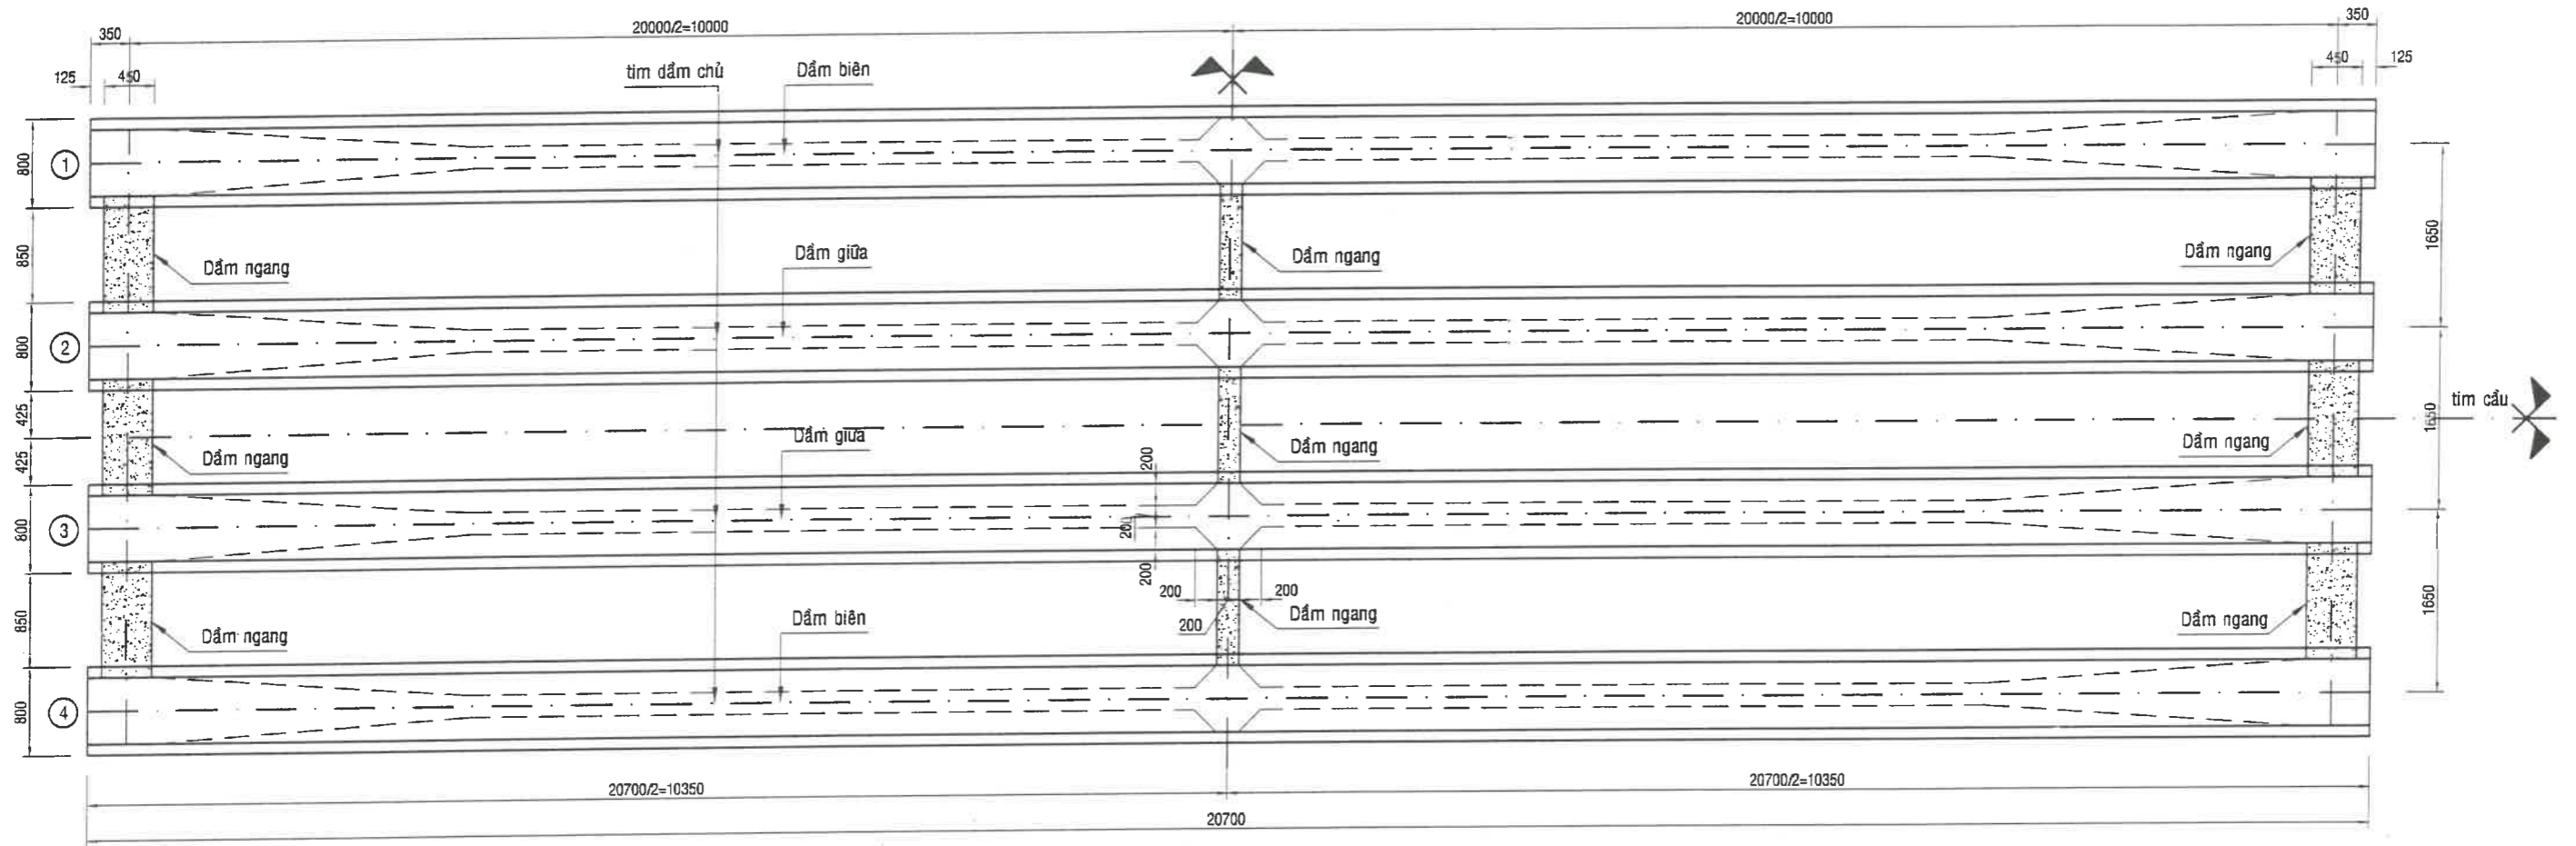 20000/2=10000
20000/2=10000
350
350
125
450
tim dầm chủ
Dầm biên
450
125
800
1
850
Dầm ngang
Dầm giữa
Dầm ngang
Dầm ngang
1650
800
2
425
tim cầu
1650
Dầm ngang
Dầm giữa
Dầm ngang
Dầm ngang
425
200
800
3
200
200
850
200
200
Dầm ngang
Dầm ngang
Dầm biên
200
Dầm ngang
1650
800
4
20700/2=10350
20700/2=10350
20700